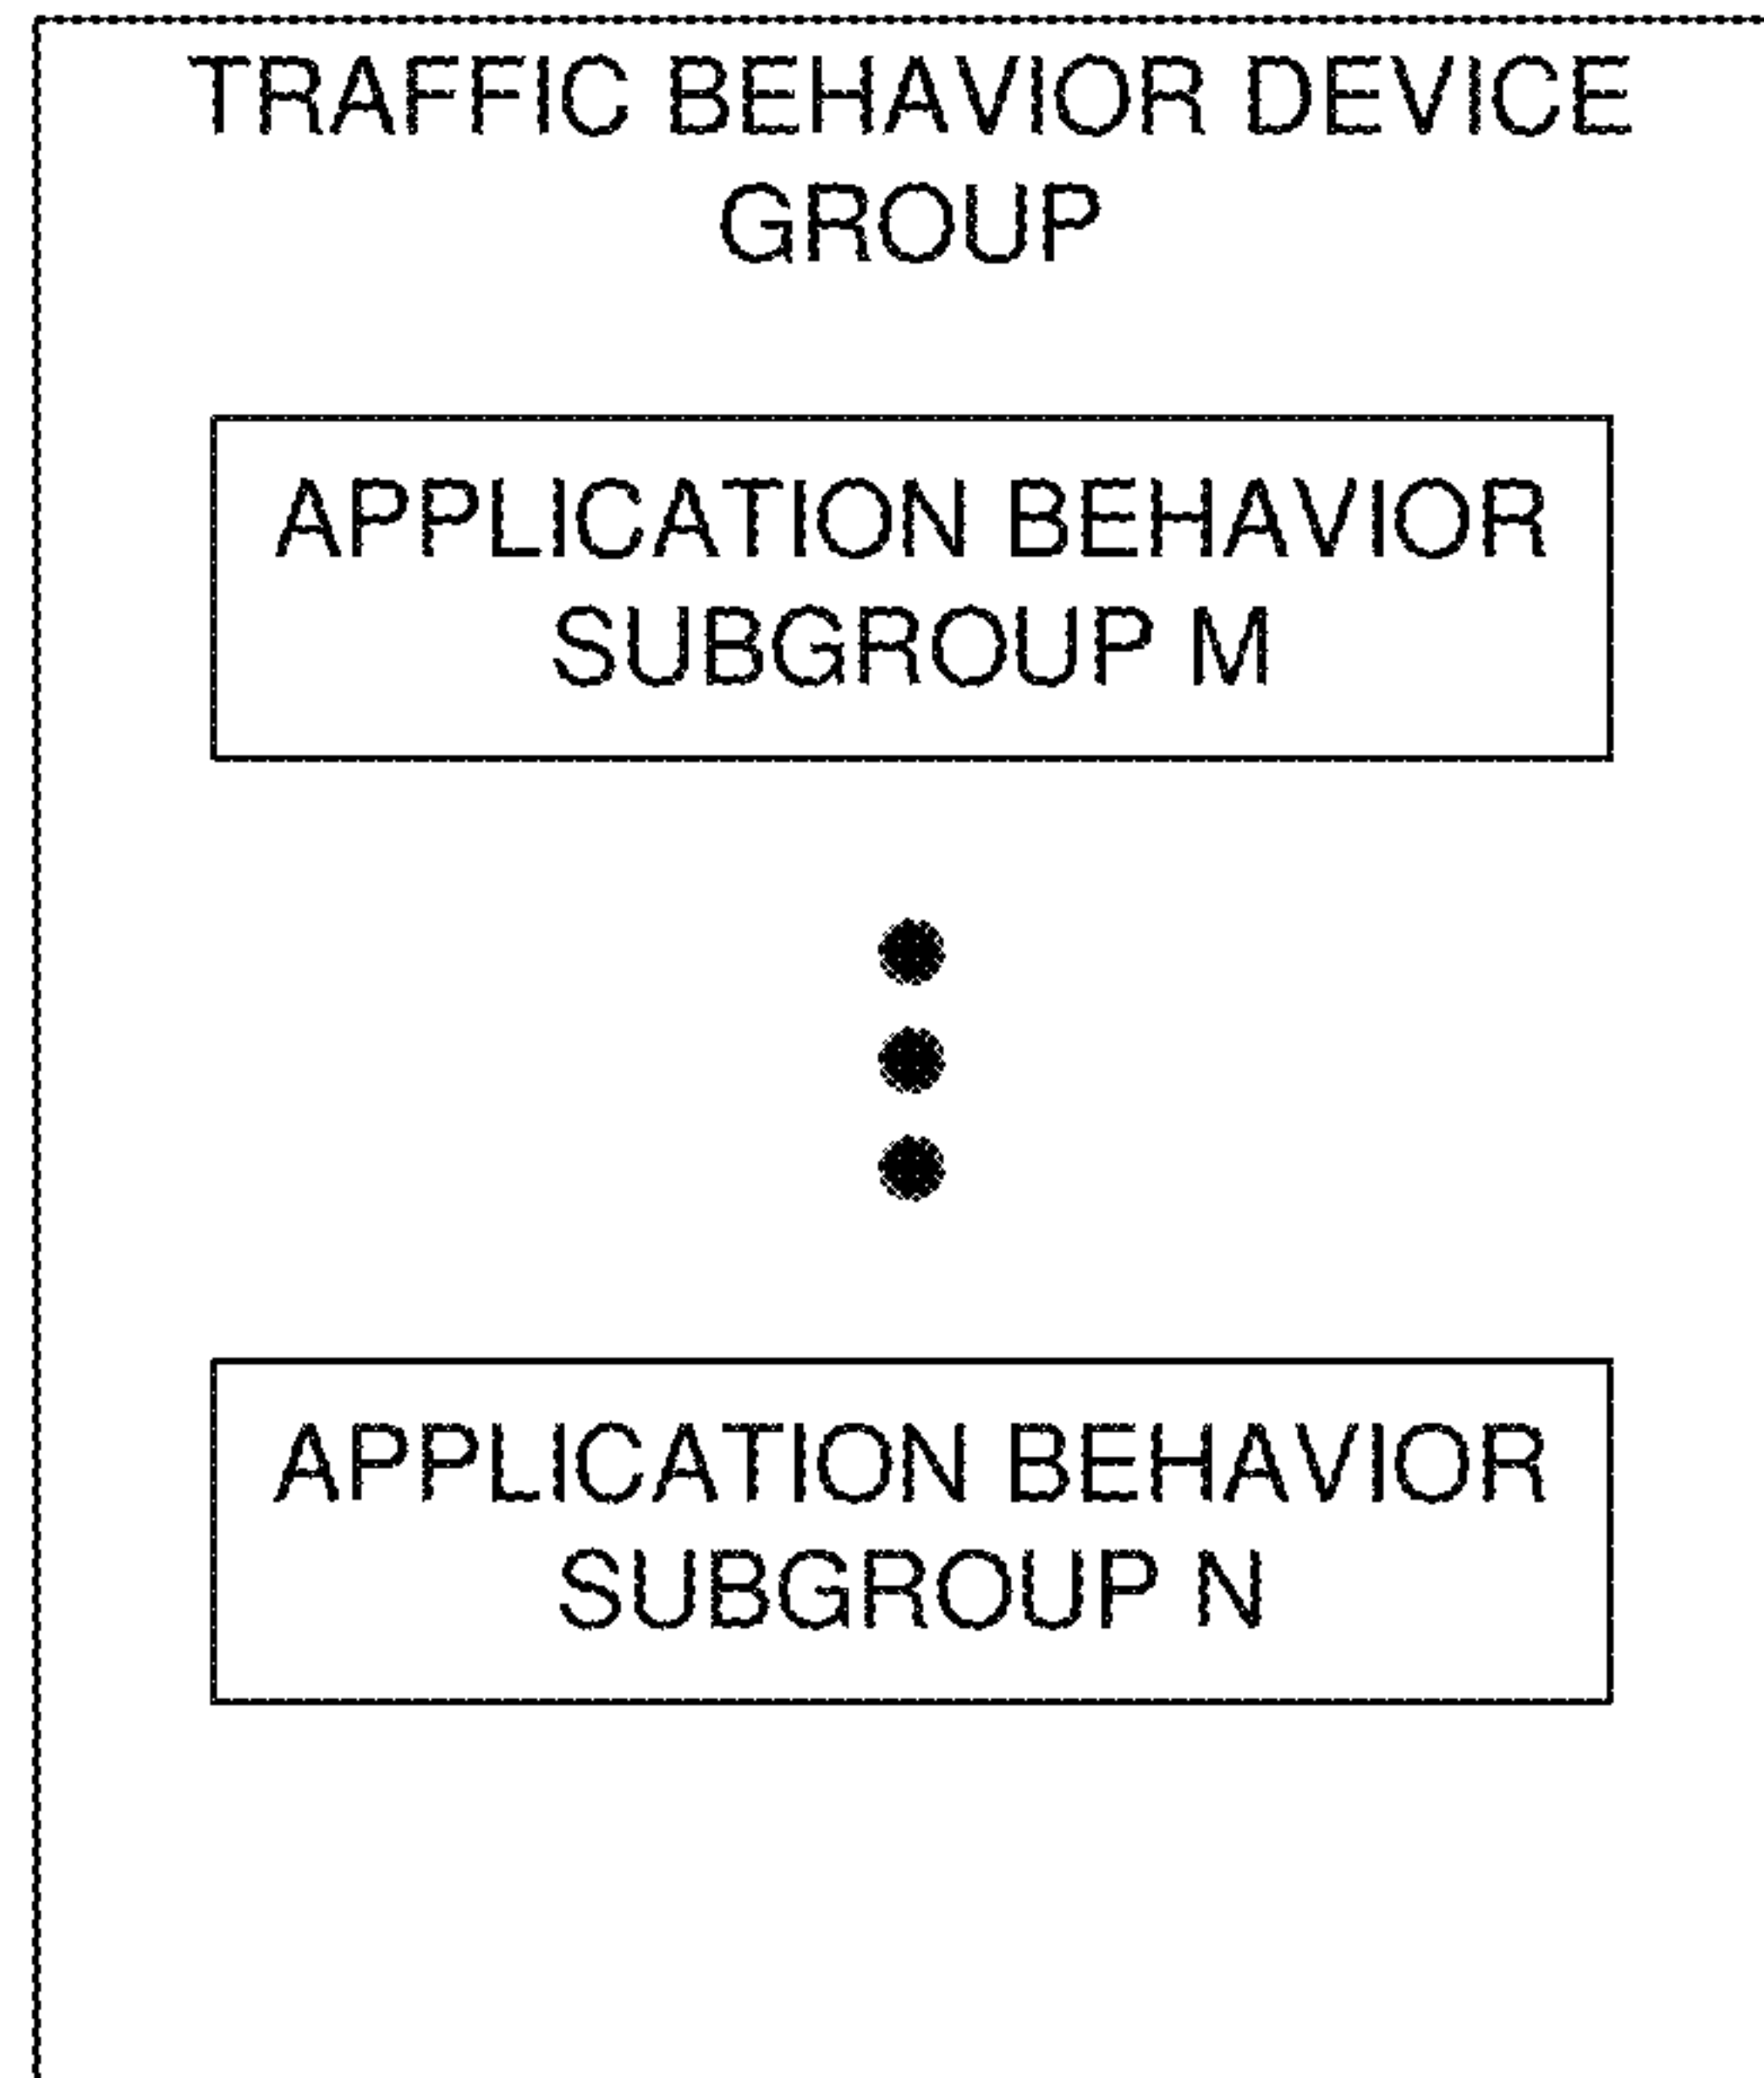 TRAFFIC BEHAVIOR DEVICE
GROUP
APPLICATION BEHAVIOR
SUBGROUP M
APPLICATION BEHAVIOR
SUBGROUP N